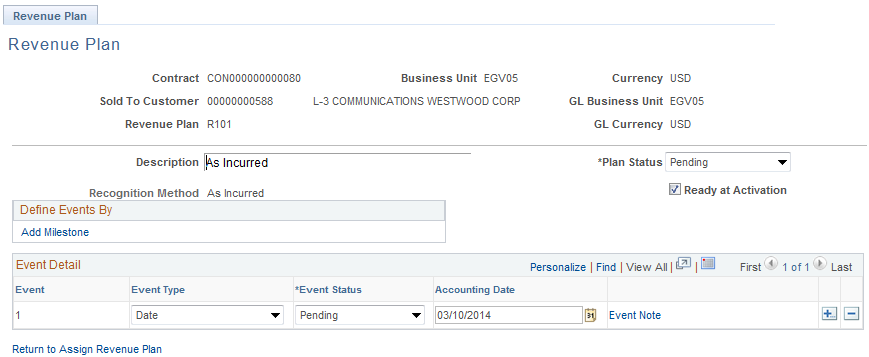 Revenue Plan
Revenue Plan
Contract CON000000000080 Business Unit EGV05 Currency USD
Sold To Customer 00000000588 L-3 COMMUNICATIONS WESTWOOD CORP GL Business Unit EGV05
Revenue Plan R101 GL Currency USD
Description As Incurred *Plan Status Pending
Ready at Activation
Recognition Method As Incurred
Define Events By
Add Milestone
Event Detail Personalize | Find | View All | | First 1 of 1 Last
Event Event Type *Event Status Accounting Date
1 Date Pending 03/10/2014 31 Event Note
Return to Assign Revenue Plan